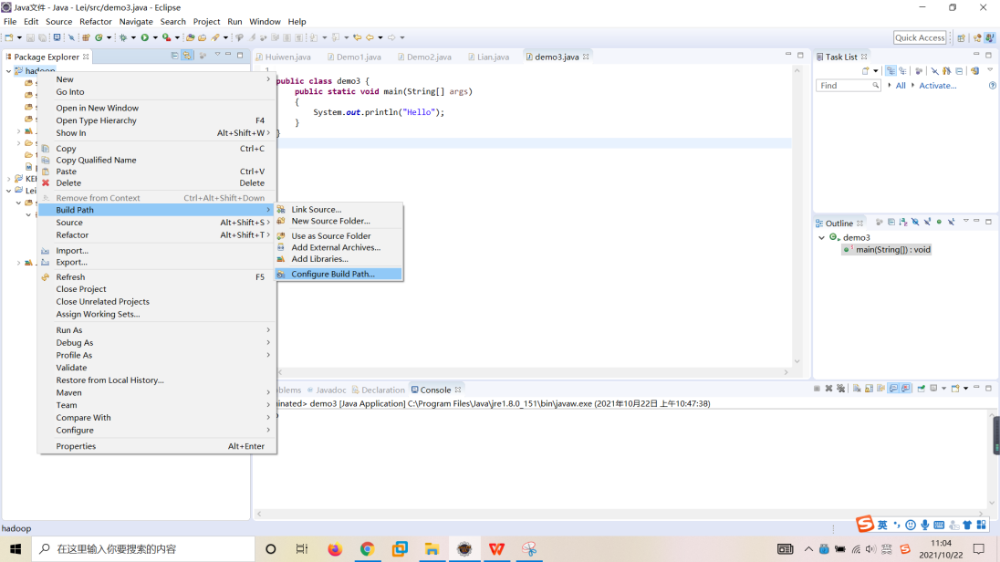 Java文件 - Java - Lei/src/demo3.java - Eclipse
File Edit Source Refactor Navigate Search Project Run Window Help
Quick Access
Package Explorer
Huiwen.java Demo1.java Demo2.java Lian.java demo3.java
Task List
hadoop
1
public class demo3 {
public static void main(String[] args)
{
System.out.println("Hello");
}
}
Find
All
Activate...
Lei
New
Go Into
Open in New Window
Open Type Hierarchy F4
Show In Alt+Shift+W
Copy Ctrl+C
Copy Qualified Name
Paste Ctrl+V
Delete Delete
Remove from Context Ctrl+Alt+Shift+Down
Build Path
Source Alt+Shift+S
Refactor Alt+Shift+T
Import...
Export...
Refresh F5
Close Project
Close Unrelated Projects
Assign Working Sets...
Run As
Debug As
Profile As
Validate
Restore from Local History...
Maven
Team
Compare With
Configure
Properties Alt+Enter
Link Source...
New Source Folder...
Use as Source Folder
Add External Archives...
Add Libraries...
Configure Build Path...
Outline
demo3
main(String[]) : void
Javadoc Declaration Console
demo3 [Java Application] C:\Program Files\Java\jre1.8.0_151\bin\javaw.exe (2021年10月22日 上午10:47:38)
hadoop
英
在这里输入你要搜索的内容
11:04
2021/10/22